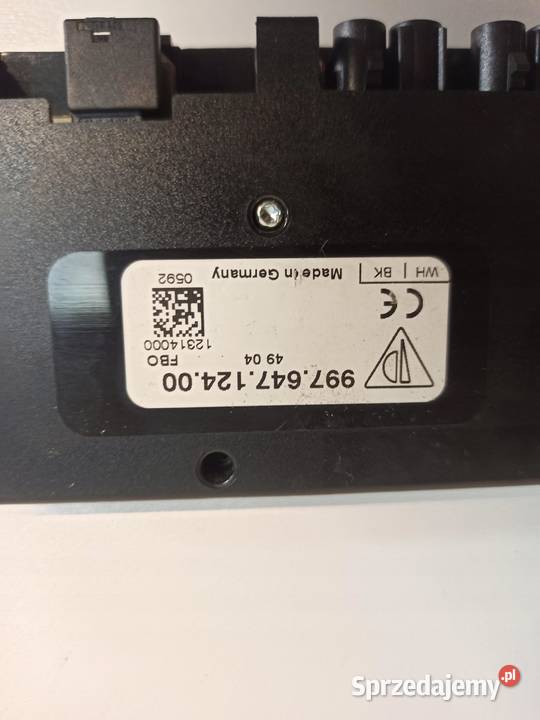 997.647.124.00
49 04
FBO
12314000
0592
Made in Germany
CE
WH | BK
Sprzedajemy.pl